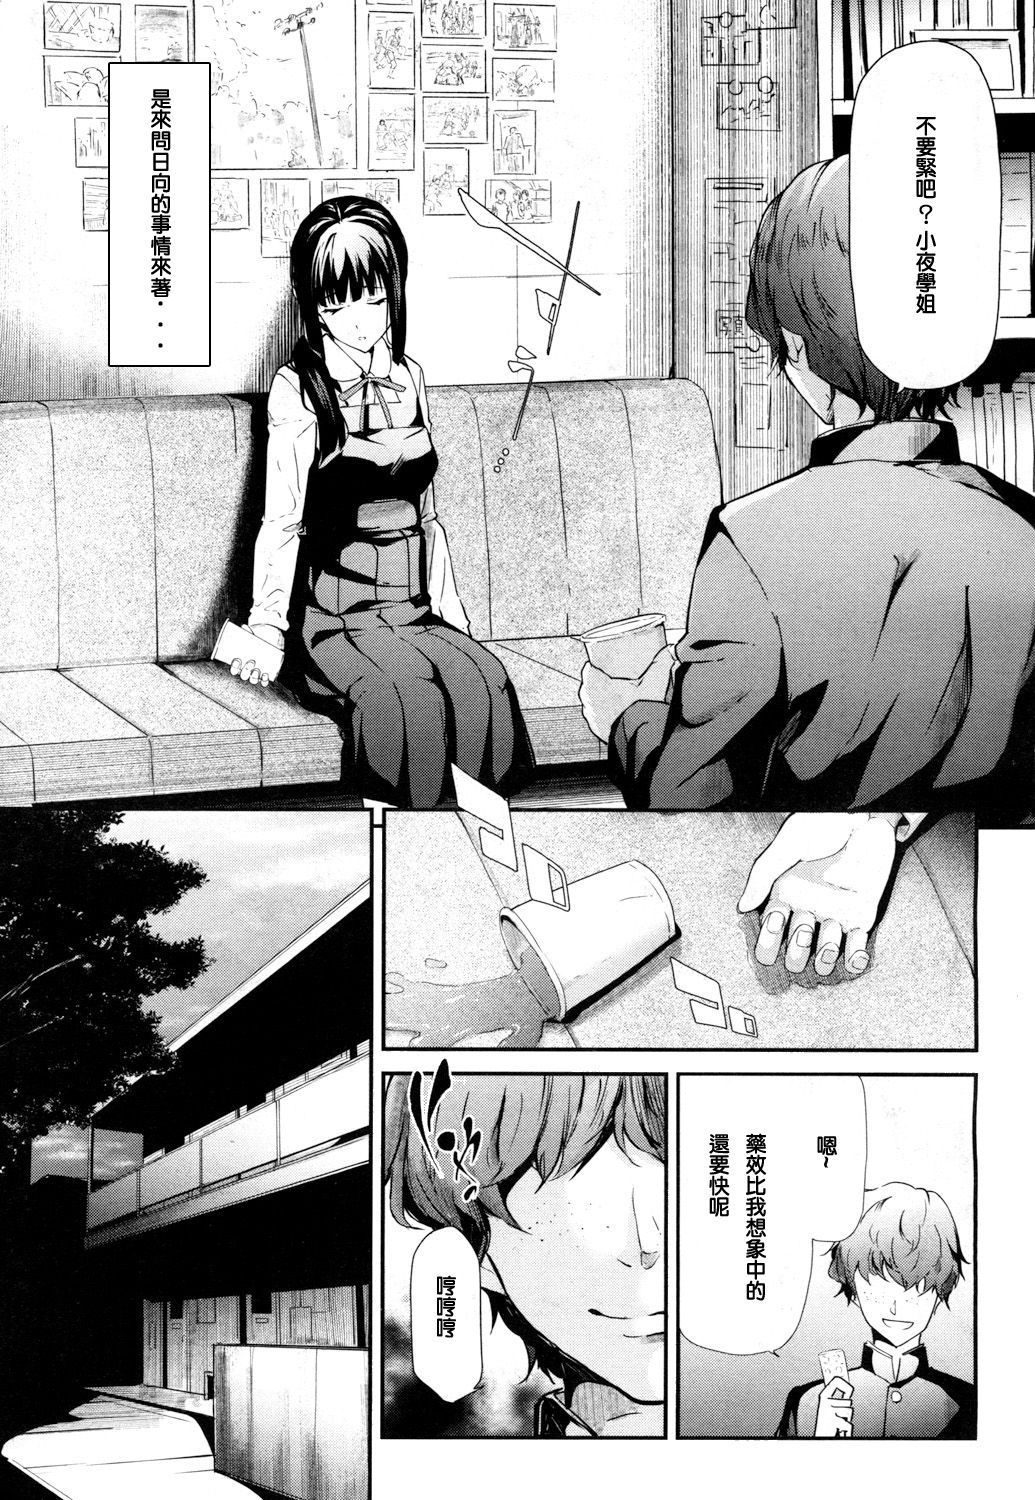 不要緊吧？小夜學姐
是來問日向的事情來著・・・
嗯~
藥效比我想象中的
還要快呢
哼哼哼